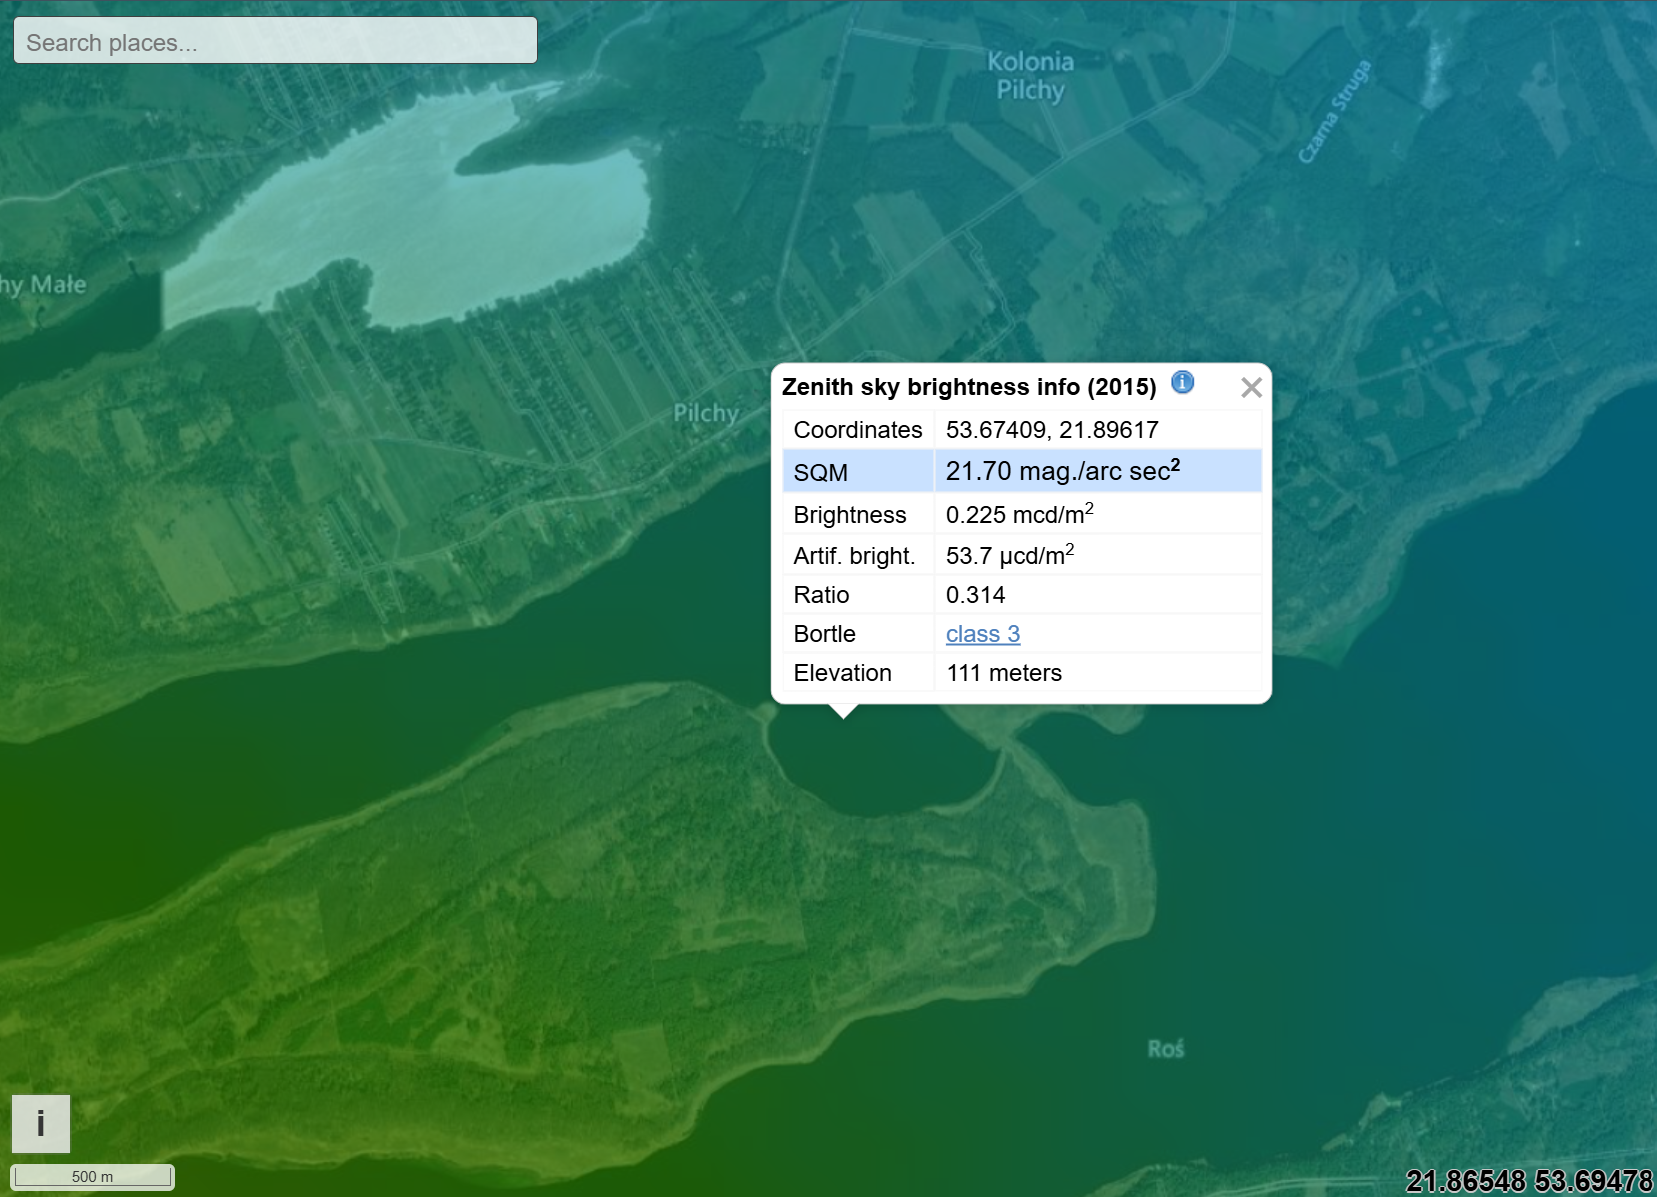 Search places...
Kolonia
Pilchy
Czarna Struga
hy Małe
Pilchy
Zenith sky brightness info (2015)
Coordinates 53.67409, 21.89617
SQM 21.70 mag./arc sec²
Brightness 0.225 mcd/m²
Artif. bright. 53.7 μcd/m²
Ratio 0.314
Bortle class 3
Elevation 111 meters
Roś
i
500 m
21.86548 53.69478